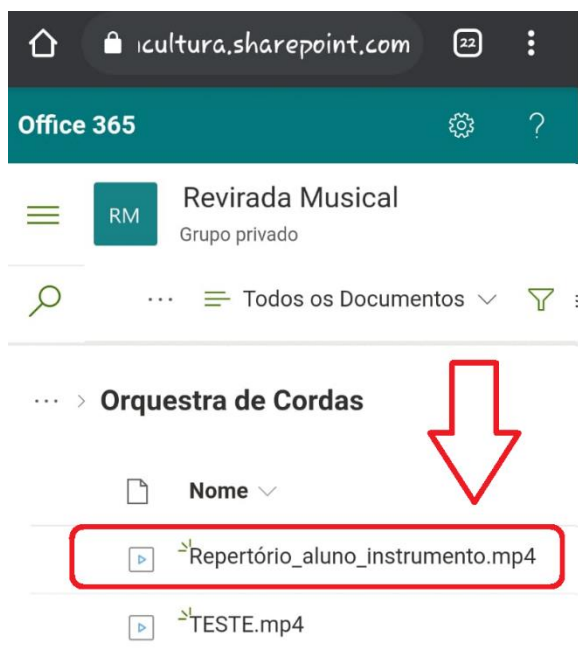 ıcultura.sharepoint.com 22
Office 365 ?
RM Revirada Musical
Grupo privado
... Todos os Documentos
... > Orquestra de Cordas
Nome
Repertório_aluno_instrumento.mp4
TESTE.mp4